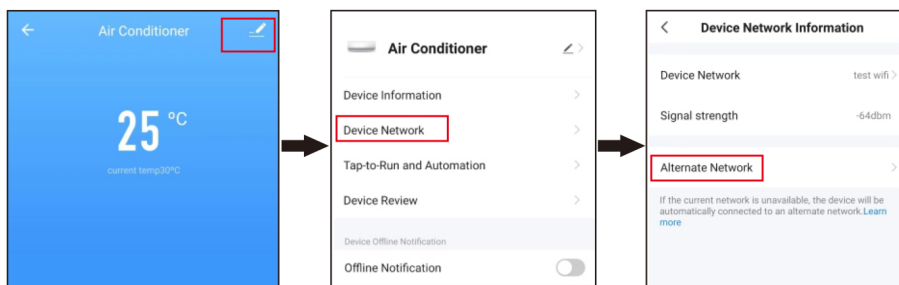 Air Conditioner
25 °C
current temp30°C
Air Conditioner
Device Information
Device Network
Tap-to-Run and Automation
Device Review
Device Offline Notification
Offline Notification
Device Network Information
Device Network test wifi
Signal strength -64dbm
Alternate Network
If the current network is unavailable, the device will be
automatically connected to an alternate network.Learn
more